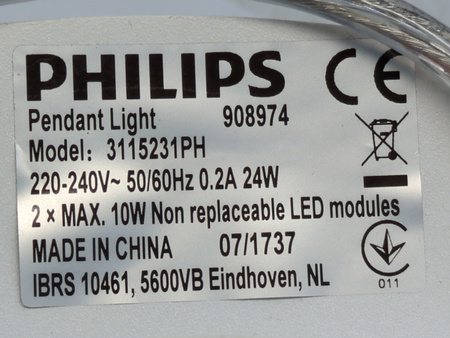 PHILIPS CE
Pendant Light 908974
Model: 3115231PH
220-240V~ 50/60Hz 0.2A 24W
2 × MAX. 10W Non replaceable LED modules
MADE IN CHINA 07/1737
IBRS 10461, 5600VB Eindhoven, NL
011